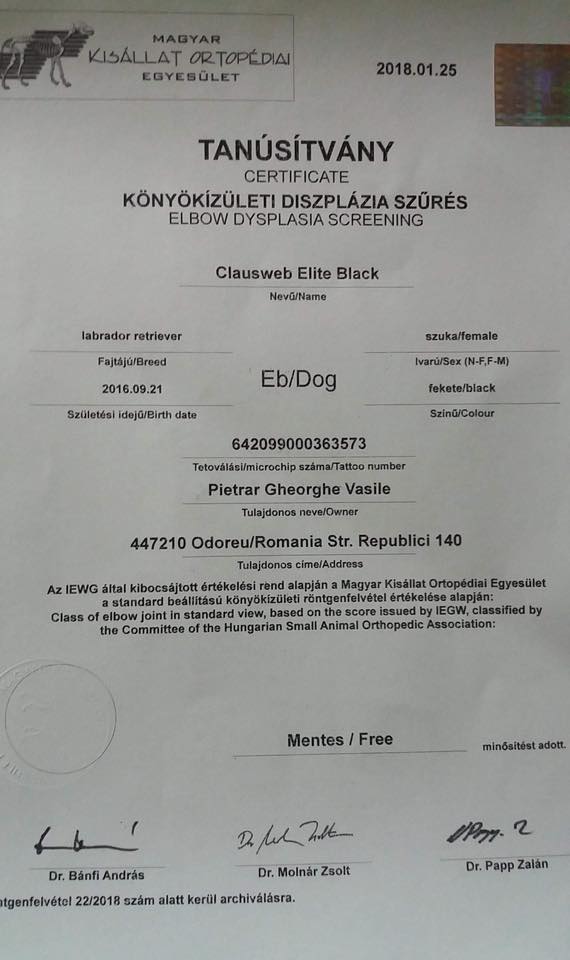 MAGYAR
KISÁLLAT ORTOPÉDIAI
EGYESÜLET
2018.01.25
TANÚSÍTVÁNY
CERTIFICATE
KÖNYÖKÍZÜLETI DISZPLÁZIA SZŰRÉS
ELBOW DYSPLASIA SCREENING
Clausweb Elite Black
Nevű/Name
labrador retriever
Fajtájú/Breed
szuka/female
Ivarú/Sex (N-F,F-M)
Eb/Dog
2016.09.21
Születési idejű/Birth date
fekete/black
Színű/Colour
642099000363573
Tetoválási/microchip száma/Tattoo number
Pietrar Gheorghe Vasile
Tulajdonos neve/Owner
447210 Odoreu/Romania Str. Republici 140
Tulajdonos címe/Address
Az IEWG által kibocsájtott értékelési rend alapján a Magyar Kisállat Ortopédiai Egyesület
a standard beállítású könyökízületi röntgenfelvétel értékelése alapján:
Class of elbow joint in standard view, based on the score issued by IEGW, classified by
the Committee of the Hungarian Small Animal Orthopedic Association:
Mentes / Free
minősítést adott.
Dr. Bánfi András
Dr. Molnár Zsolt
Dr. Papp Zalán
ntgenfelvétel 22/2018 szám alatt kerül archiválásra.